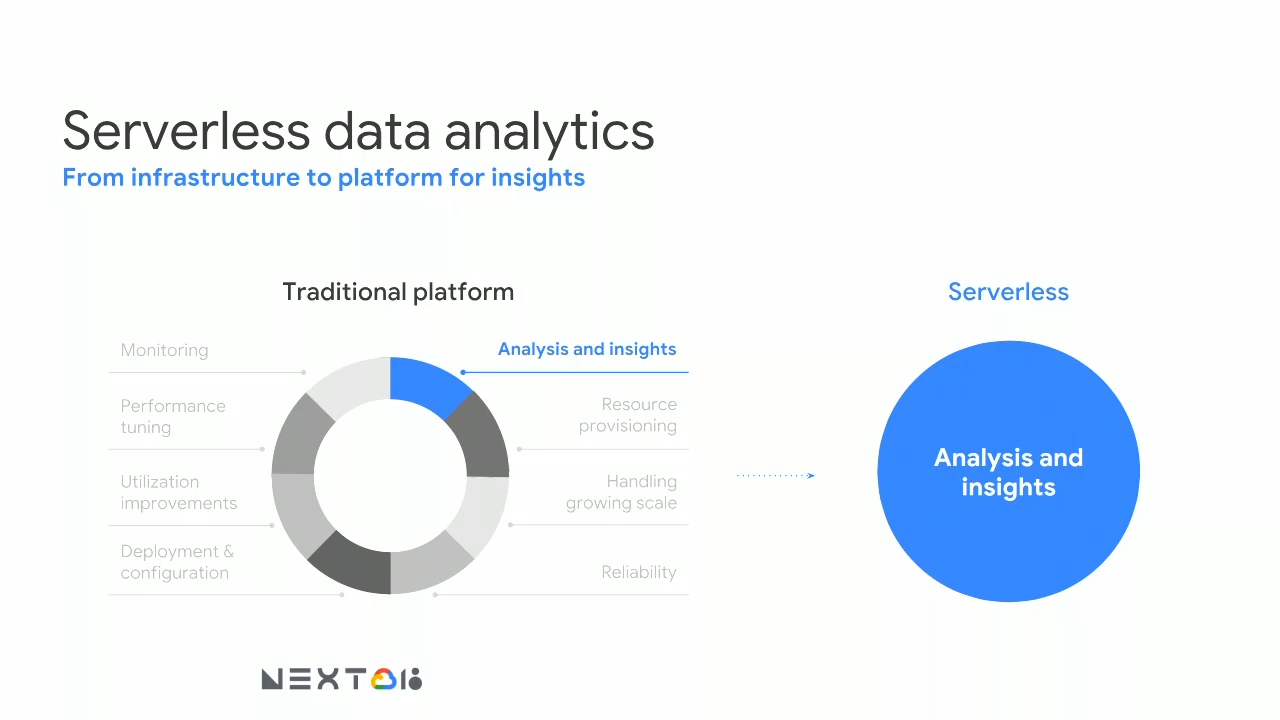 Serverless data analytics
From infrastructure to platform for insights
Traditional platform
Monitoring
Performance
tuning
Utilization
improvements
Deployment &
configuration
Analysis and insights
Resource
provisioning
Handling
growing scale
Reliability
Serverless
Analysis and
insights
NEXT 18